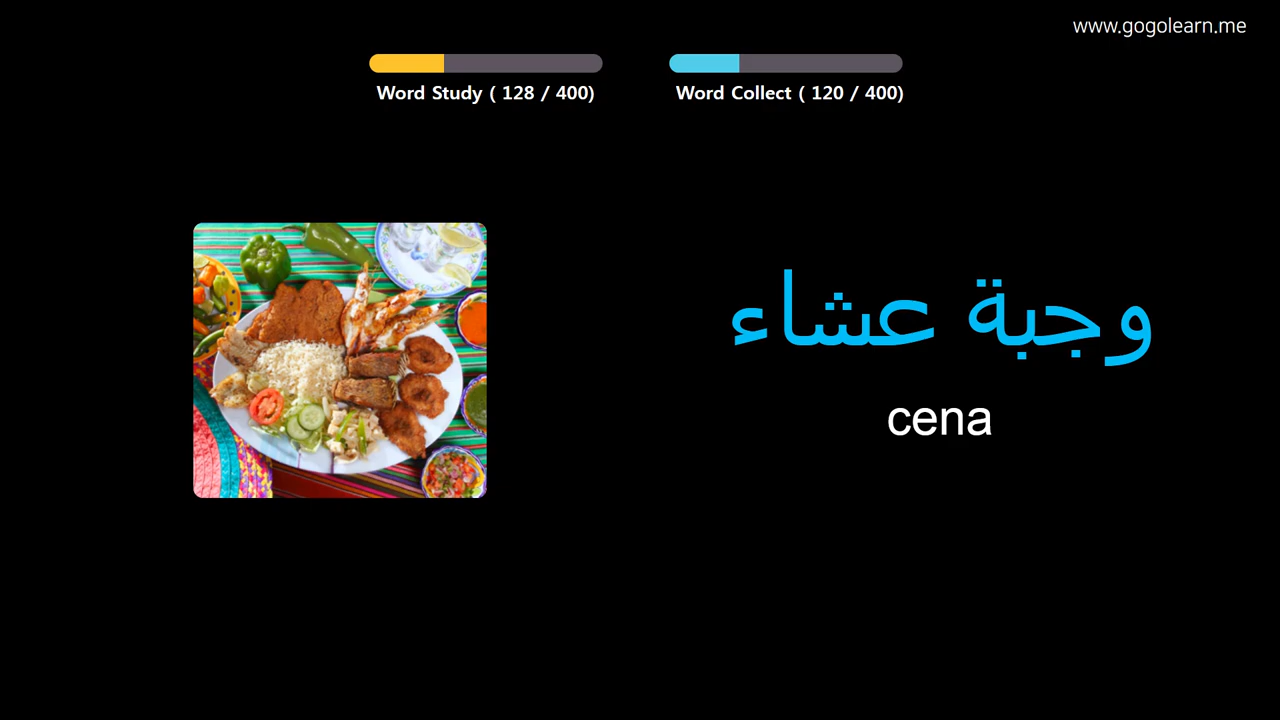 www.gogolearn.me
Word Study ( 128 / 400)
Word Collect ( 120 / 400)
وجبة عشاء
cena